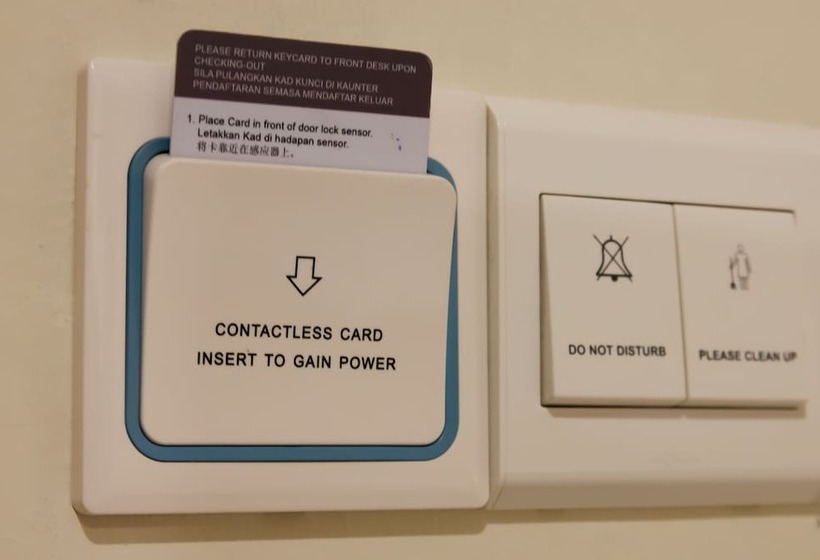 PLEASE RETURN KEYCARD TO FRONT DESK UPON
CHECKING-OUT
SILA PULANGKAN KAD KUNCI DI KAUNTER
PENDAFTARAN SEMASA MENDAFTAR KELUAR
1. Place Card in front of door lock sensor.
Letakkan Kad di hadapan sensor.
将卡靠近在感应器上。
CONTACTLESS CARD
INSERT TO GAIN POWER
DO NOT DISTURB
PLEASE CLEAN UP